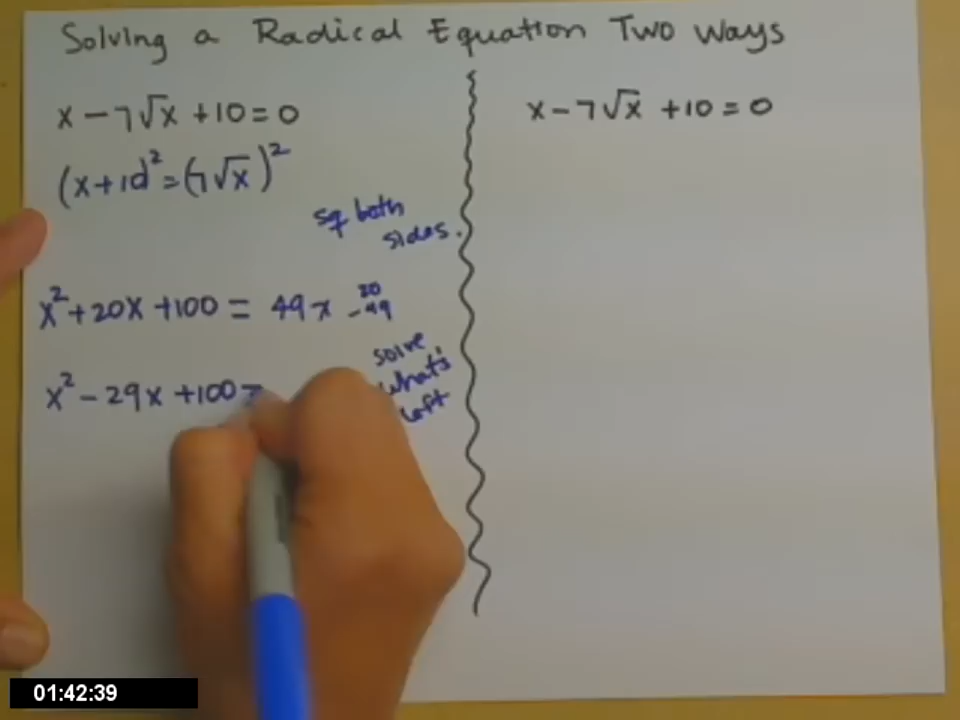 Solving a Radical Equation Two Ways
x - 7√x + 10 = 0
(x+10)² = (7√x)²
sq both
sides.
x² + 20x + 100 = 49x
20
-49
solve
what's
left
x² - 29x + 100 =
x - 7√x + 10 = 0
01:42:39